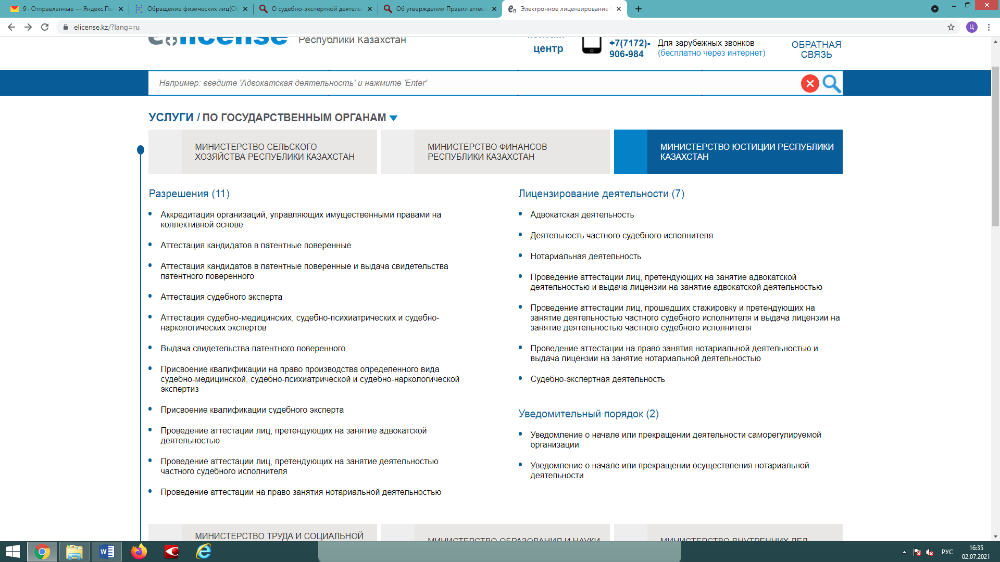 9 · Отправленные — Яндекс.По
Обращение физических лиц(Об
О судебно-экспертной деятель
Об утверждении Правил аттест
Электронное лицензирование
elicense.kz/?lang=ru
Ц
elicense
Республики Казахстан
контакт
центр
+7(7172)-
906-984
Для зарубежных звонков
(бесплатно через интернет)
ОБРАТНАЯ
СВЯЗЬ
Например: введите 'Адвокатская деятельность' и нажмите 'Enter'
УСЛУГИ / ПО ГОСУДАРСТВЕННЫМ ОРГАНАМ
МИНИСТЕРСТВО СЕЛЬСКОГО
ХОЗЯЙСТВА РЕСПУБЛИКИ КАЗАХСТАН
МИНИСТЕРСТВО ФИНАНСОВ
РЕСПУБЛИКИ КАЗАХСТАН
МИНИСТЕРСТВО ЮСТИЦИИ РЕСПУБЛИКИ
КАЗАХСТАН
Разрешения (11)
Аккредитация организаций, управляющих имущественными правами на
коллективной основе
Аттестация кандидатов в патентные поверенные
Аттестация кандидатов в патентные поверенные и выдача свидетельства
патентного поверенного
Аттестация судебного эксперта
Аттестация судебно-медицинских, судебно-психиатрических и судебно-
наркологических экспертов
Выдача свидетельства патентного поверенного
Присвоение квалификации на право производства определенного вида
судебно-медицинской, судебно-психиатрической и судебно-наркологической
экспертиз
Присвоение квалификации судебного эксперта
Проведение аттестации лиц, претендующих на занятие адвокатской
деятельностью
Проведение аттестации лиц, претендующих на занятие деятельностью
частного судебного исполнителя
Проведение аттестации на право занятия нотариальной деятельностью
Лицензирование деятельности (7)
Адвокатская деятельность
Деятельность частного судебного исполнителя
Нотариальная деятельность
Проведение аттестации лиц, претендующих на занятие адвокатской
деятельностью и выдача лицензии на занятие адвокатской деятельностью
Проведение аттестации лиц, прошедших стажировку и претендующих на
занятие деятельностью частного судебного исполнителя и выдача лицензии на
занятие деятельностью частного судебного исполнителя
Проведение аттестации на право занятия нотариальной деятельностью и
выдача лицензии на занятие нотариальной деятельностью
Судебно-экспертная деятельность
Уведомительный порядок (2)
Уведомление о начале или прекращении деятельности саморегулируемой
организации
Уведомление о начале или прекращении осуществления нотариальной
деятельности
МИНИСТЕРСТВО ТРУДА И СОЦИАЛЬНОЙ
МИНИСТЕРСТВО ОБРАЗОВАНИЯ И НАУКИ
МИНИСТЕРСТВО ВНУТРЕННИХ ДЕЛ
РУС
16:35
02.07.2021